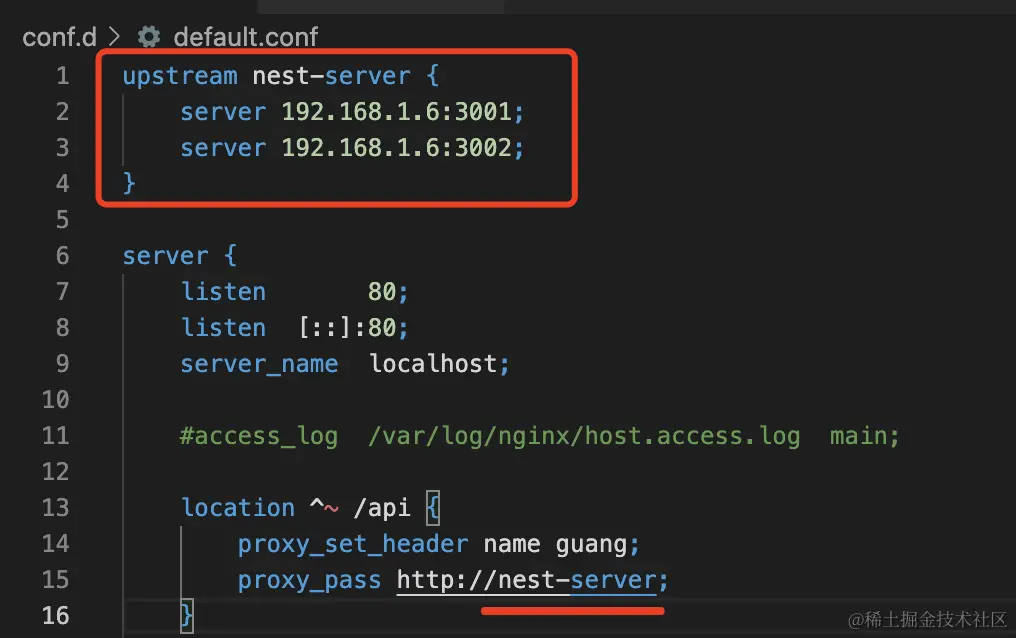 conf.d > default.conf
1 upstream nest-server {
2 server 192.168.1.6:3001;
3 server 192.168.1.6:3002;
4 }
5
6 server {
7 listen 80;
8 listen [::]:80;
9 server_name localhost;
10
11 #access_log /var/log/nginx/host.access.log main;
12
13 location ^~ /api {
14 proxy_set_header name guang;
15 proxy_pass http://nest-server;
16 }
@稀土掘金技术社区